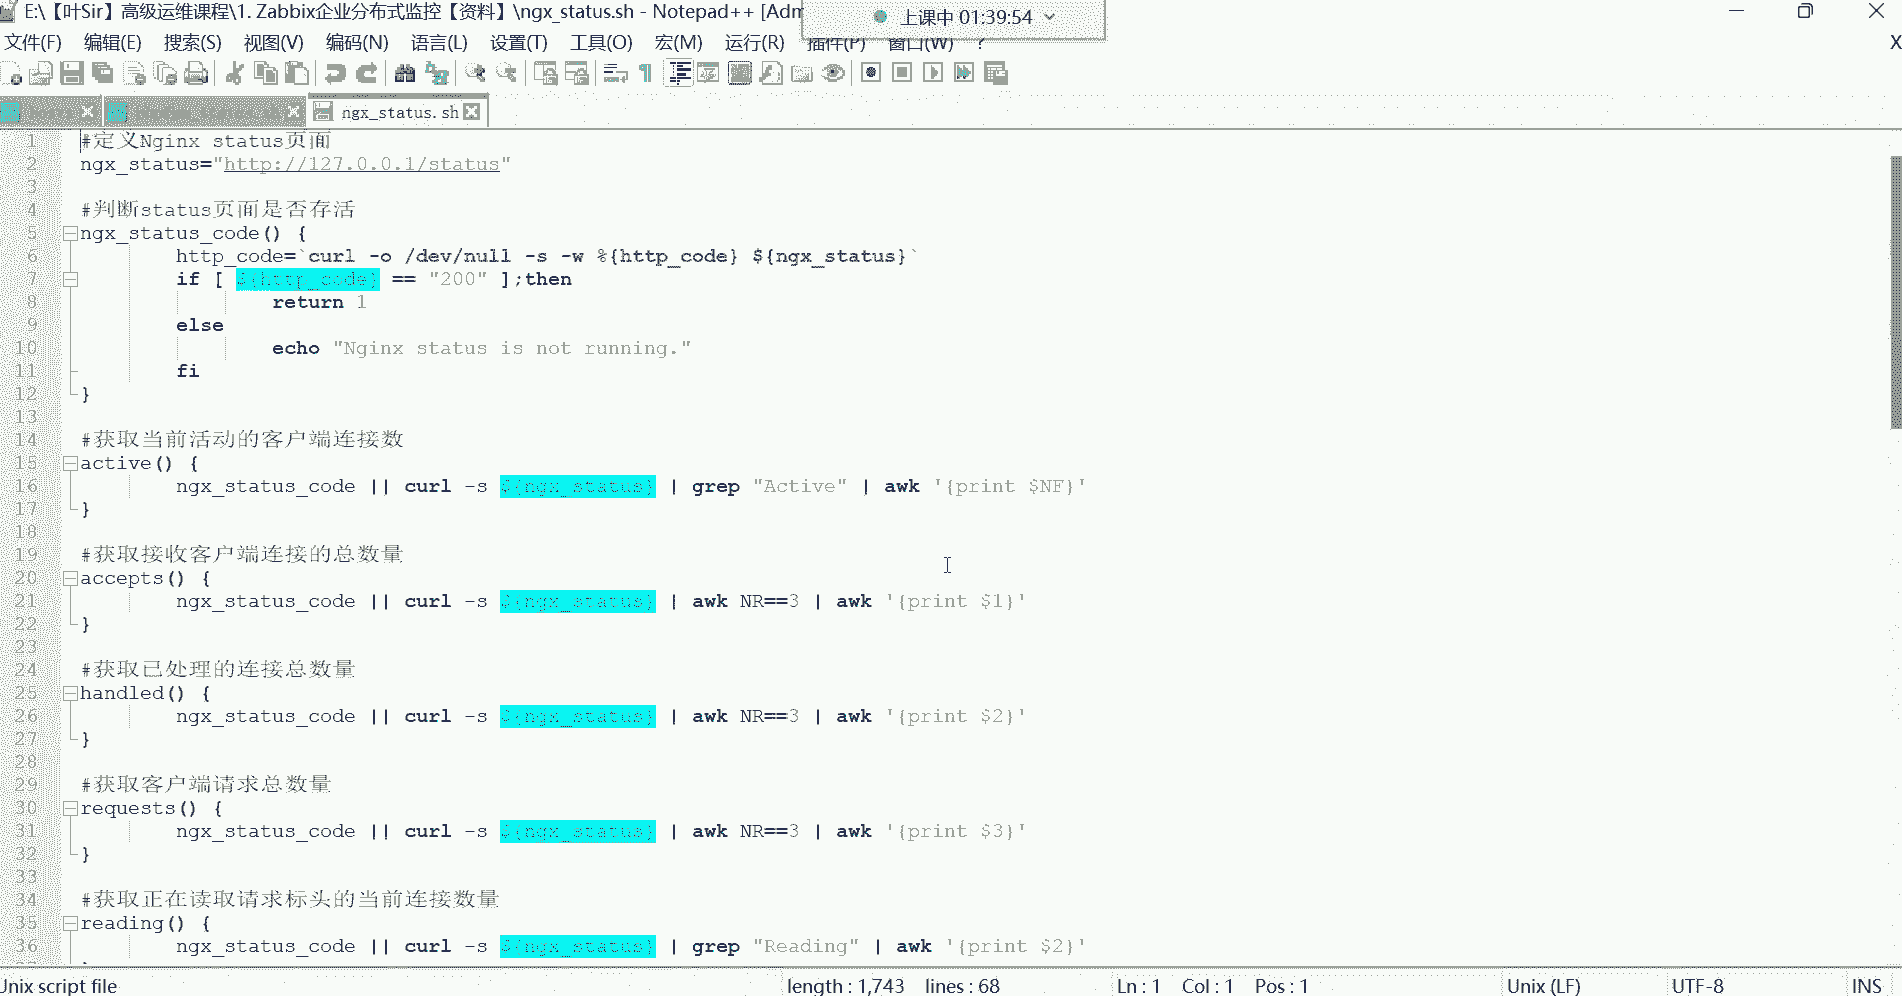 E:\【叶Sir】高级运维课程\1. Zabbix企业分布式监控【资料】\ngx_status.sh - Notepad++ [Adm
上课中 01:39:54
文件(F) 编辑(E) 搜索(S) 视图(V) 编码(N) 语言(L) 设置(T) 工具(O) 宏(M) 运行(R) 插件(P) 窗口(W) ? X
ngx_status.sh
1 #定义Nginx status页面
2 ngx_status="http://127.0.0.1/status"
3
4 #判断status页面是否存活
5 ngx_status_code() {
6 http_code=`curl -o /dev/null -s -w %{http_code} ${ngx_status}`
7 if [ ${http_code} == "200" ];then
8 return 1
9 else
10 echo "Nginx status is not running."
11 fi
12 }
13
14 #获取当前活动的客户端连接数
15 active() {
16 ngx_status_code || curl -s ${ngx_status} | grep "Active" | awk '{print $NF}'
17 }
18
19 #获取接收客户端连接的总数量
20 accepts() {
21 ngx_status_code || curl -s ${ngx_status} | awk NR==3 | awk '{print $1}'
22 }
23
24 #获取已处理的连接总数量
25 handled() {
26 ngx_status_code || curl -s ${ngx_status} | awk NR==3 | awk '{print $2}'
27 }
28
29 #获取客户端请求总数量
30 requests() {
31 ngx_status_code || curl -s ${ngx_status} | awk NR==3 | awk '{print $3}'
32 }
33
34 #获取正在读取请求标头的当前连接数量
35 reading() {
36 ngx_status_code || curl -s ${ngx_status} | grep "Reading" | awk '{print $2}'
Unix script file length : 1,743 lines : 68 Ln : 1 Col : 1 Pos : 1 Unix (LF) UTF-8 INS